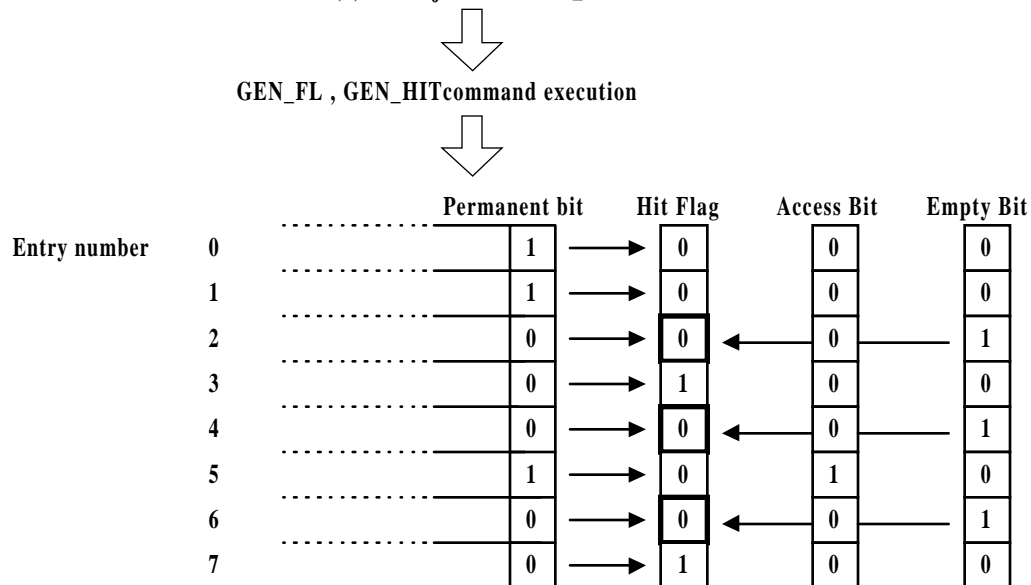 GEN_FL , GEN_HITcommand execution
Permanent bit Hit Flag Access Bit Empty Bit
Entry number 0 1 0 0 0
1 1 0 0 0
2 0 0 0 1
3 0 1 0 0
4 0 0 0 1
5 1 0 1 0
6 0 0 0 1
7 0 1 0 0